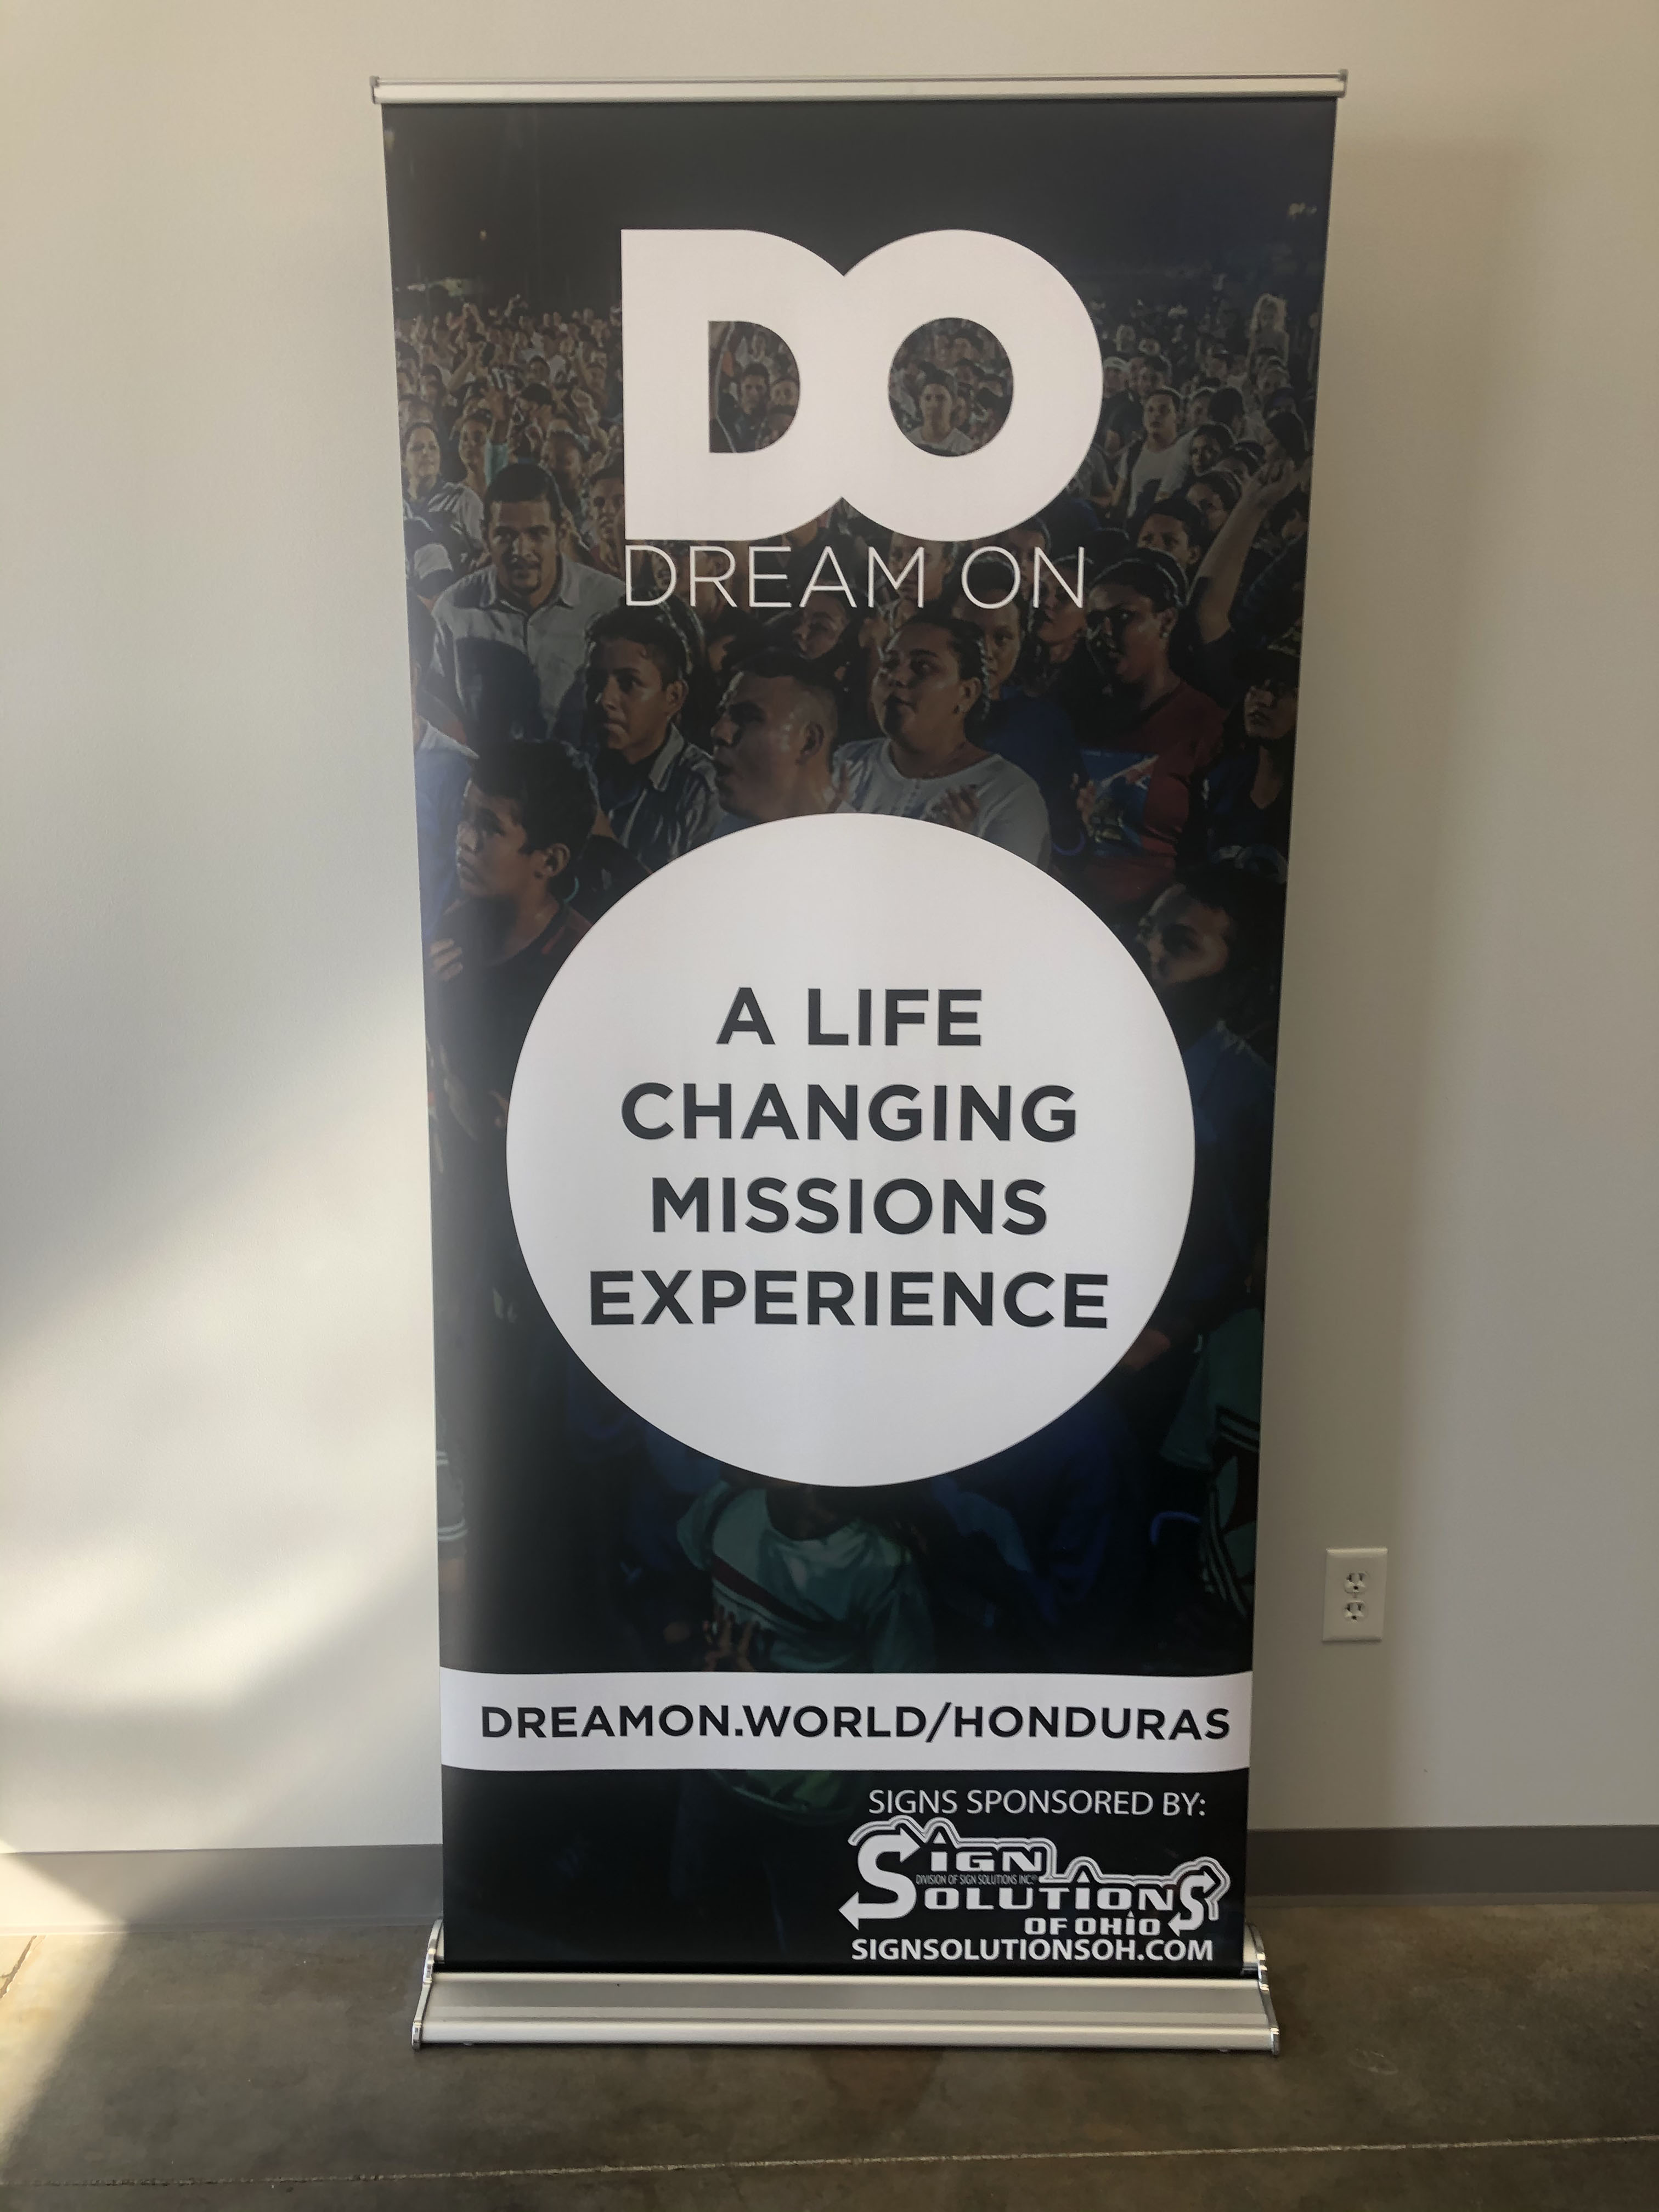 DO
DREAM ON
A LIFE
CHANGING
MISSIONS
EXPERIENCE
DREAMON.WORLD/HONDURAS
SIGNS SPONSORED BY:
SIGN
DIVISION OF SIGN SOLUTIONS INC.
SOLUTIONS
OF OHIO
SIGNSOLUTIONSOH.COM